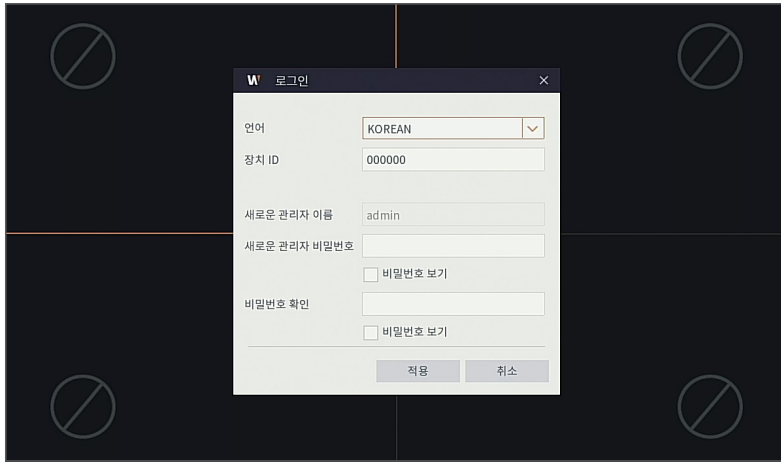 W 로그인
언어 KOREAN
장치 ID 000000
새로운 관리자 이름 admin
새로운 관리자 비밀번호
비밀번호 보기
비밀번호 확인
비밀번호 보기
적용 취소